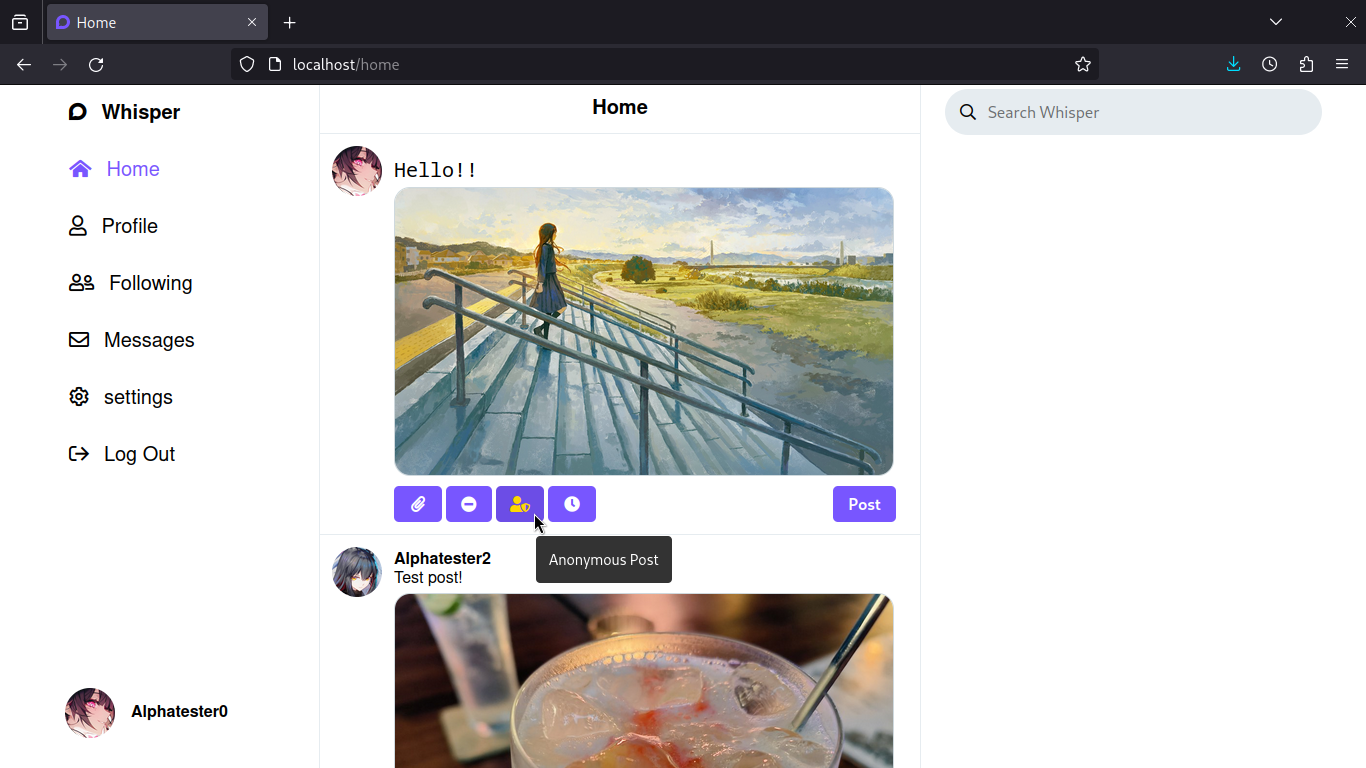 Home
localhost/home
Whisper
Home
Profile
Following
Messages
settings
Log Out
Alphatester0
Home
Hello!!
Post
Anonymous Post
Alphatester2
Test post!
Search Whisper